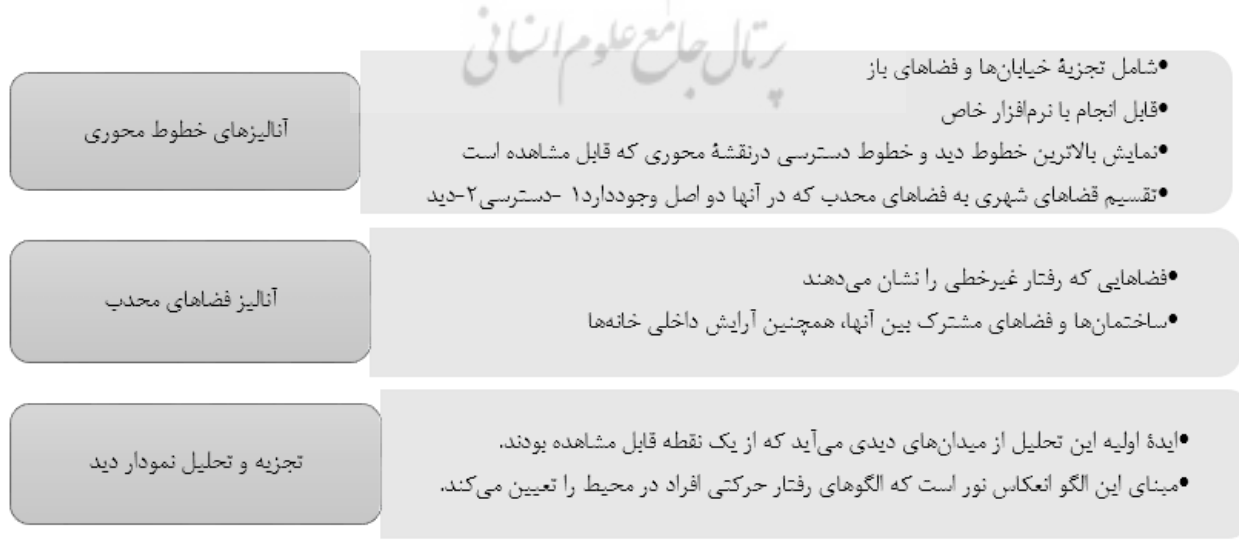 پرتال جامع علوم انسانی
آنالیزهای خطوط محوری
•شامل تجزیۀ خیابان‌ها و فضاهای باز
•قابل انجام با نرم‌افزار خاص
•نمایش بالاترین خطوط دید و خطوط دسترسی درنقشۀ محوری که قابل مشاهده است
•تقسیم قضاهای شهری به فضاهای محدب که در آنها دو اصل وجوددارد۱ -دسترسی۲-دید
آنالیز فضاهای محدب
•فضاهایی که رفتار غیرخطی را نشان می‌دهند
•ساختمان‌ها و فضاهای مشترک بین آنها، همچنین آرایش داخلی خانه‌ها
تجزیه و تحلیل نمودار دید
•ایدۀ اولیه این تحلیل از میدان‌های دیدی می‌آید که از یک نقطه قابل مشاهده بودند.
•مبنای این الگو انعکاس نور است که الگوهای رفتار حرکتی افراد در محیط را تعیین می‌کند.